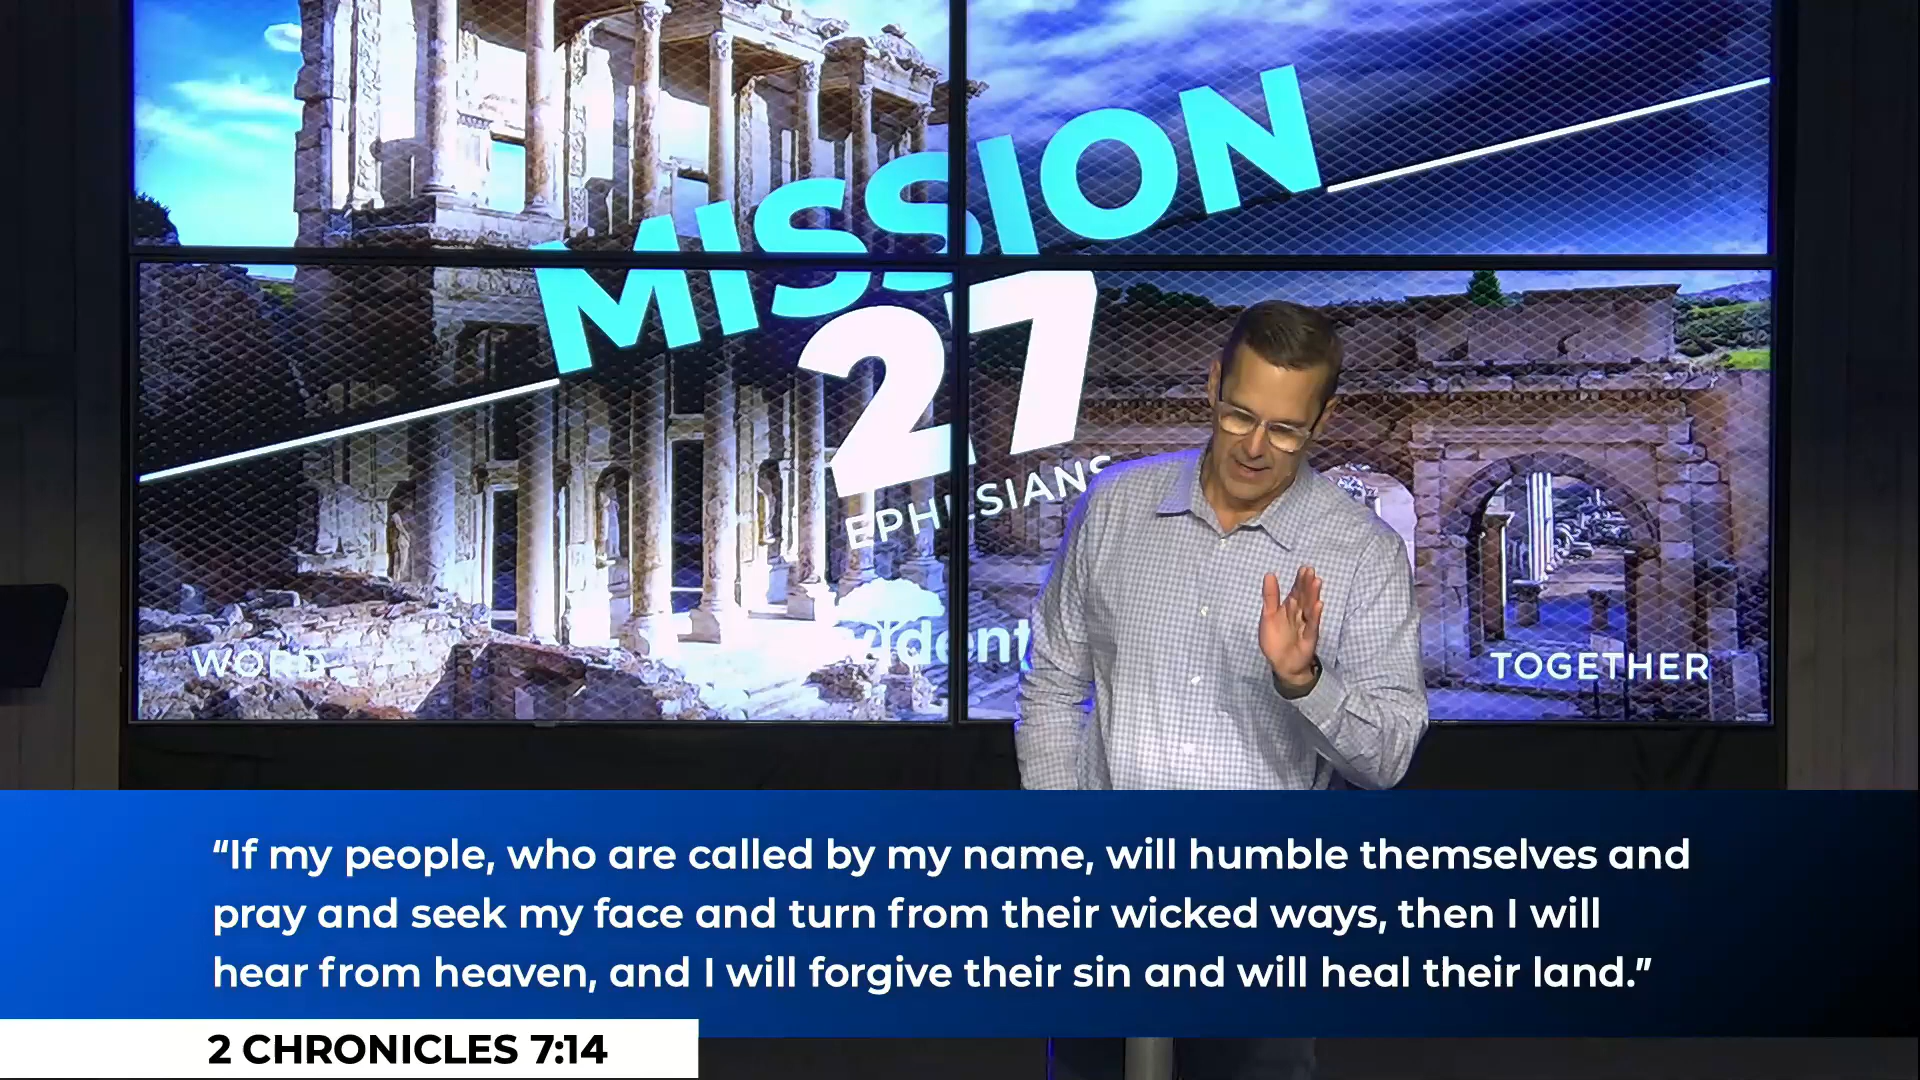 MISSION
27
EPHESIANS
WORD
TOGETHER
“If my people, who are called by my name, will humble themselves and
pray and seek my face and turn from their wicked ways, then I will
hear from heaven, and I will forgive their sin and will heal their land.”
2 CHRONICLES 7:14